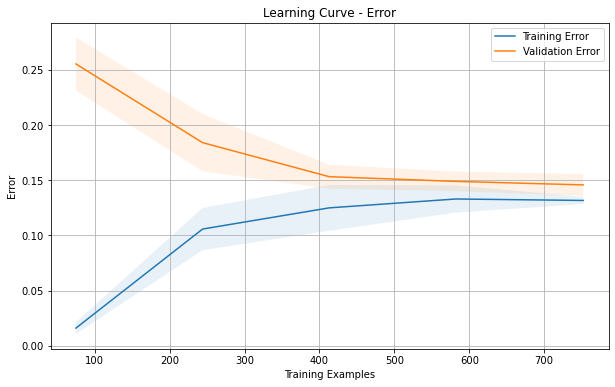 Learning Curve - Error
Training Error
Validation Error
0.25
0.20
0.15
0.10
0.05
0.00
Error
100 200 300 400 500 600 700
Training Examples